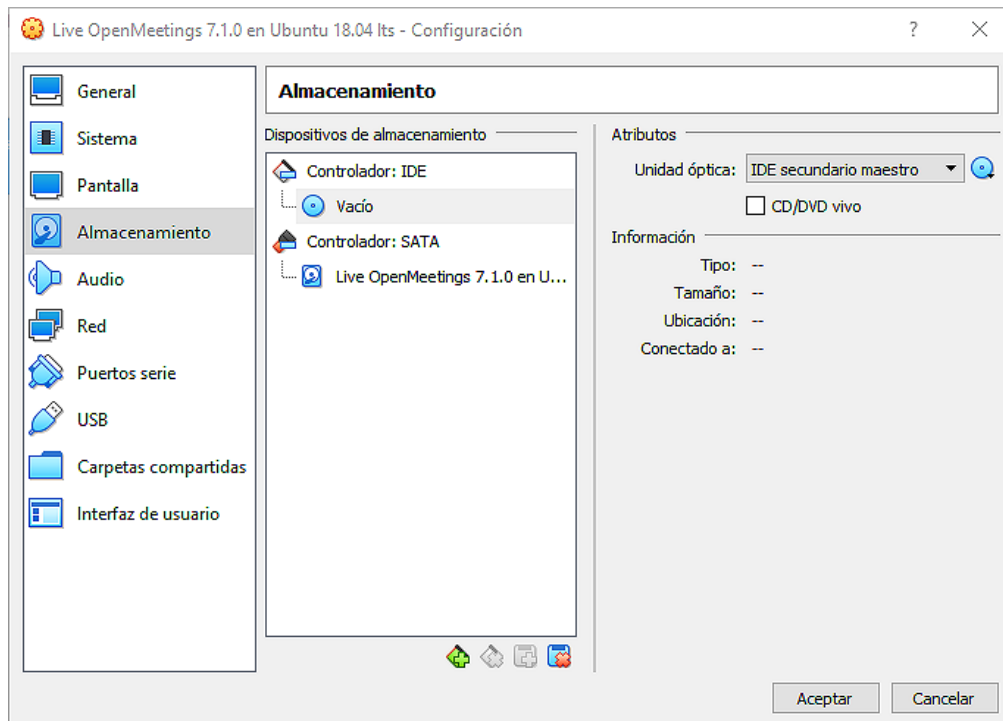 Live OpenMeetings 7.1.0 en Ubuntu 18.04 lts - Configuración
?
General
Sistema
Pantalla
Almacenamiento
Audio
Red
Puertos serie
USB
Carpetas compartidas
Interfaz de usuario
Almacenamiento
Dispositivos de almacenamiento
Controlador: IDE
Vacío
Controlador: SATA
Live OpenMeetings 7.1.0 en U...
Atributos
Unidad óptica: IDE secundario maestro
CD/DVD vivo
Información
Tipo: --
Tamaño: --
Ubicación: --
Conectado a: --
Aceptar Cancelar